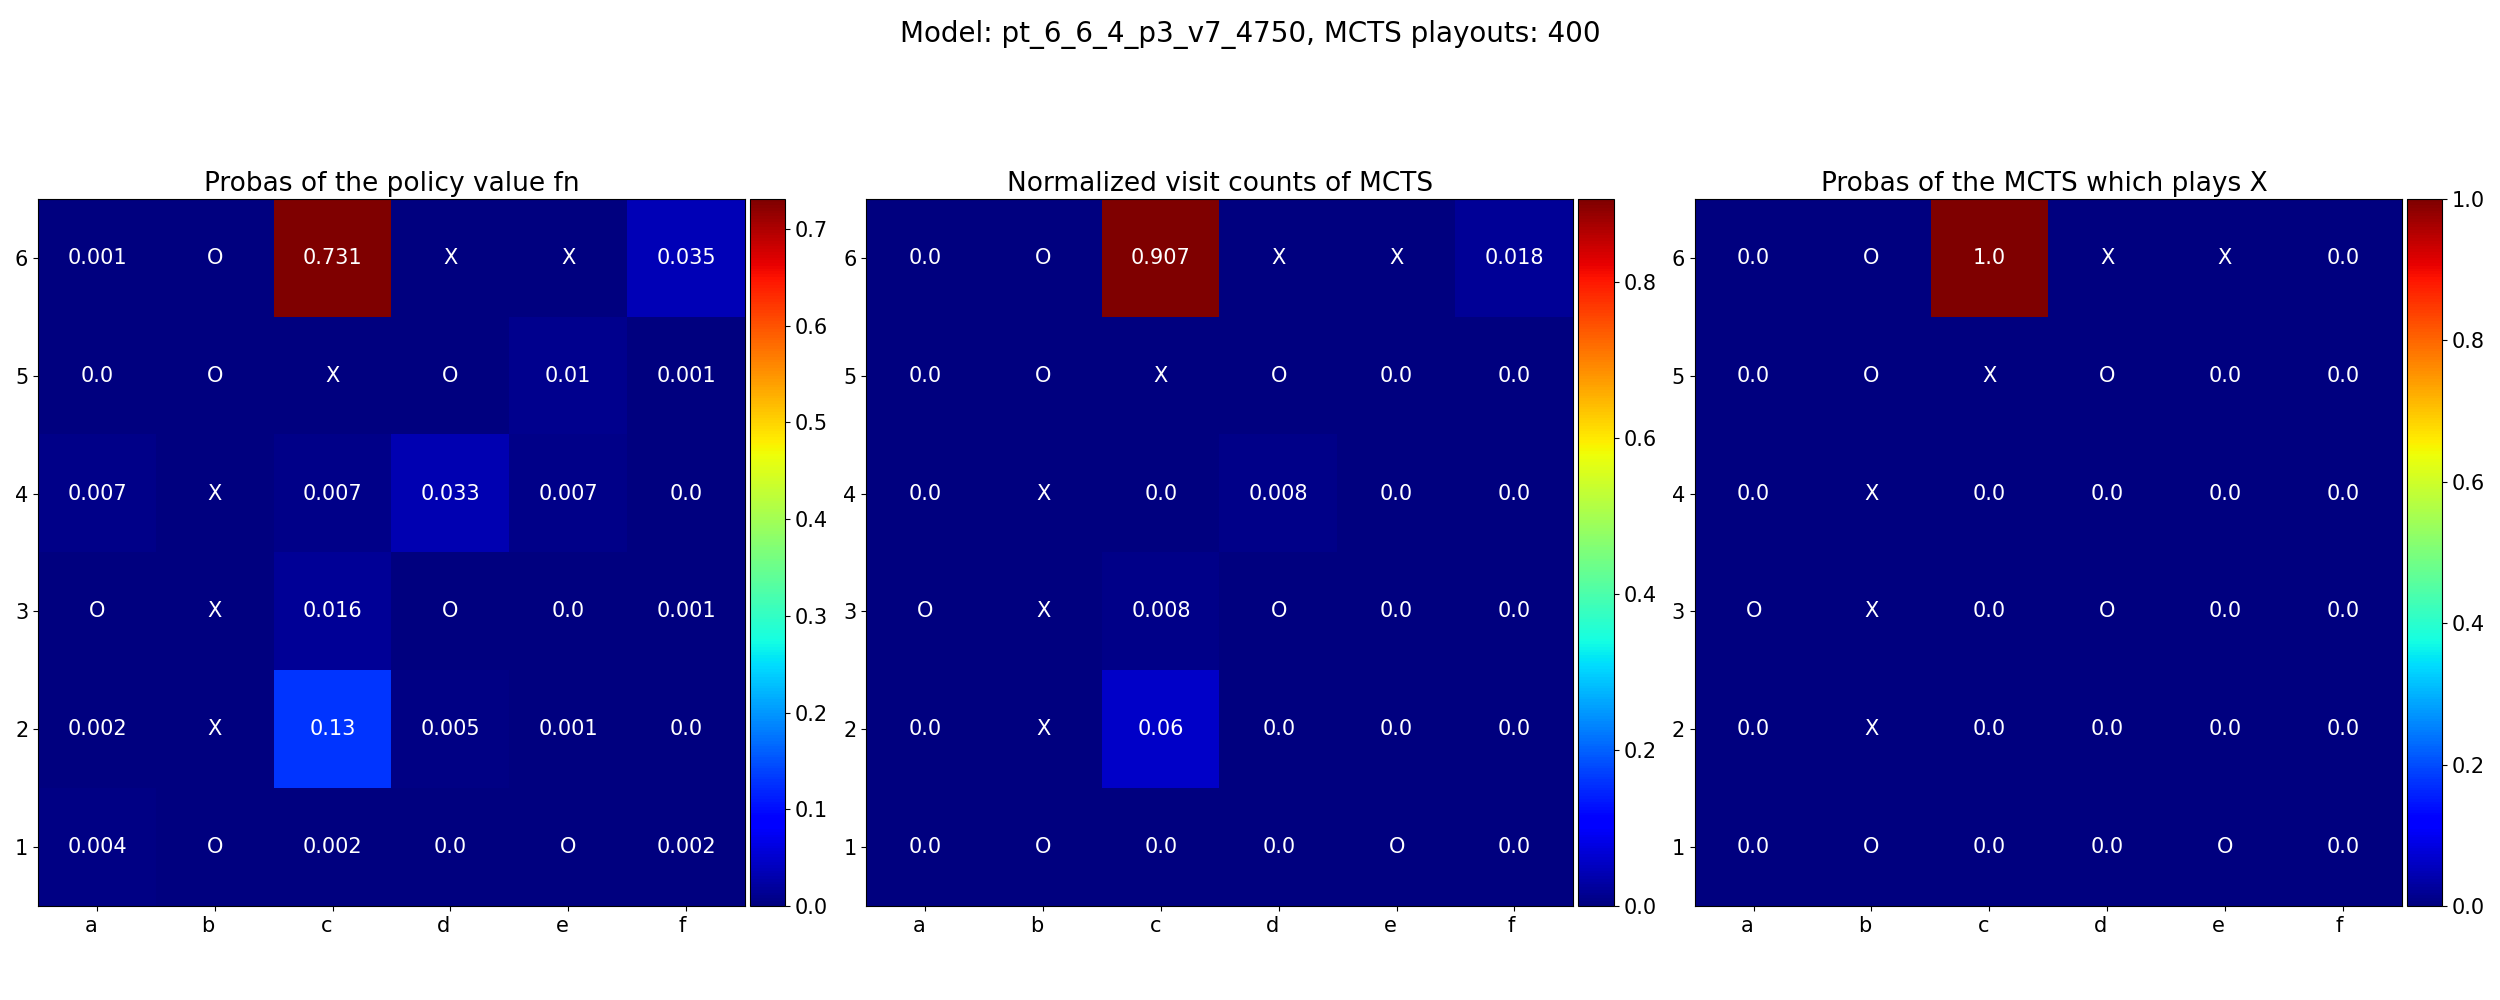 Model: pt_6_6_4_p3_v7_4750, MCTS playouts: 400
Probas of the policy value fn
6 0.001 O 0.731 X X 0.035
5 0.0 O X O 0.01 0.001
4 0.007 X 0.007 0.033 0.007 0.0
3 O X 0.016 O 0.0 0.001
2 0.002 X 0.13 0.005 0.001 0.0
1 0.004 O 0.002 0.0 O 0.002
a b c d e f
0.7
0.6
0.5
0.4
0.3
0.2
0.1
0.0
Normalized visit counts of MCTS
6 0.0 O 0.907 X X 0.018
5 0.0 O X O 0.0 0.0
4 0.0 X 0.0 0.008 0.0 0.0
3 O X 0.008 O 0.0 0.0
2 0.0 X 0.06 0.0 0.0 0.0
1 0.0 O 0.0 0.0 O 0.0
a b c d e f
0.8
0.6
0.4
0.2
0.0
Probas of the MCTS which plays X
6 0.0 O 1.0 X X 0.0
5 0.0 O X O 0.0 0.0
4 0.0 X 0.0 0.0 0.0 0.0
3 O X 0.0 O 0.0 0.0
2 0.0 X 0.0 0.0 0.0 0.0
1 0.0 O 0.0 0.0 O 0.0
a b c d e f
1.0
0.8
0.6
0.4
0.2
0.0